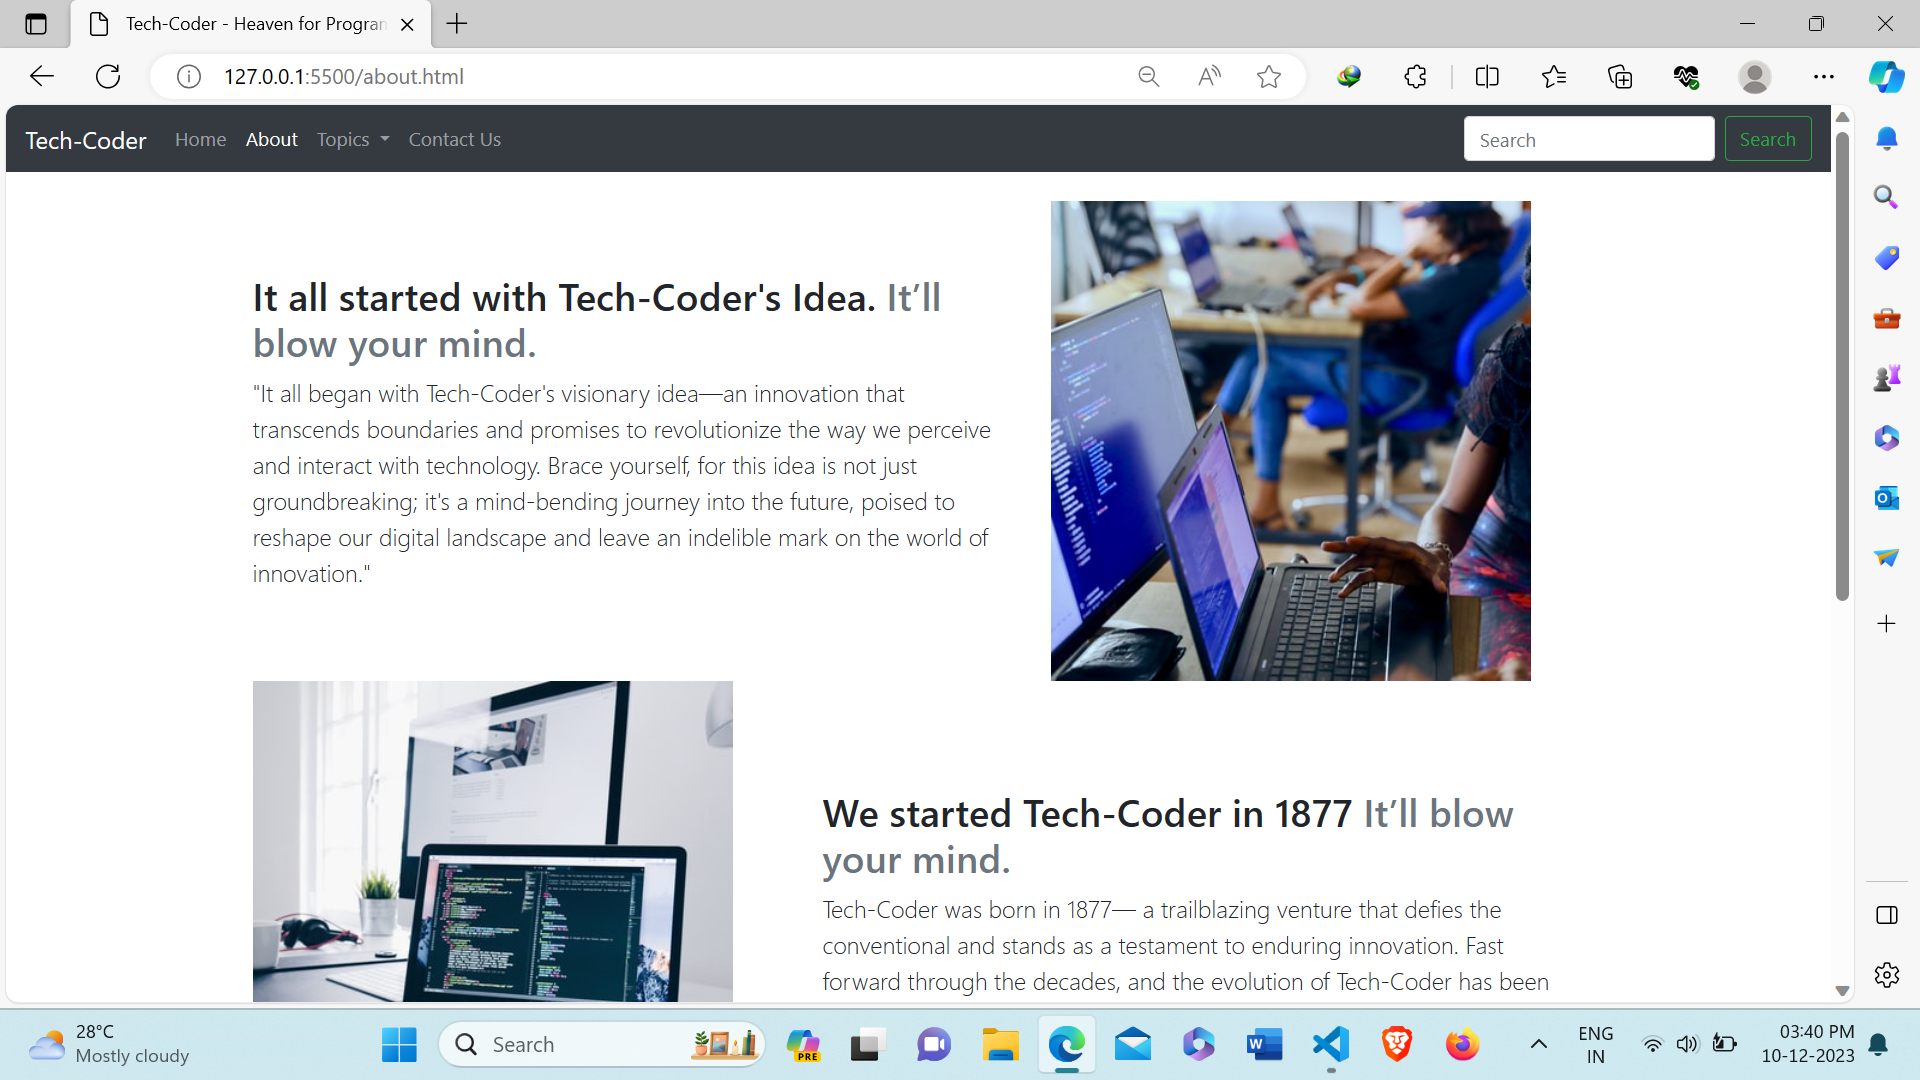 Tech-Coder - Heaven for Program
127.0.0.1:5500/about.html
Tech-Coder Home About Topics Contact Us Search Search
It all started with Tech-Coder's Idea. It’ll
blow your mind.
"It all began with Tech-Coder's visionary idea—an innovation that
transcends boundaries and promises to revolutionize the way we perceive
and interact with technology. Brace yourself, for this idea is not just
groundbreaking; it's a mind-bending journey into the future, poised to
reshape our digital landscape and leave an indelible mark on the world of
innovation."
We started Tech-Coder in 1877 It’ll blow
your mind.
Tech-Coder was born in 1877— a trailblazing venture that defies the
conventional and stands as a testament to enduring innovation. Fast
forward through the decades, and the evolution of Tech-Coder has been
28°C
Mostly cloudy
Search
PRE
ENG
IN
03:40 PM
10-12-2023